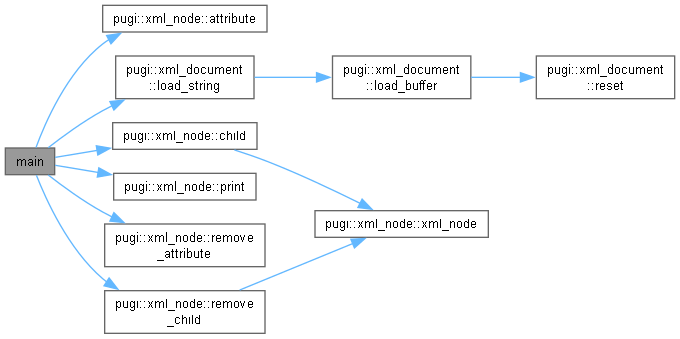 pugi::xml_node::attribute
pugi::xml_document
::load_string
pugi::xml_document
::load_buffer
pugi::xml_document
::reset
main
pugi::xml_node::child
pugi::xml_node::print
pugi::xml_node::xml_node
pugi::xml_node::remove
_attribute
pugi::xml_node::remove
_child